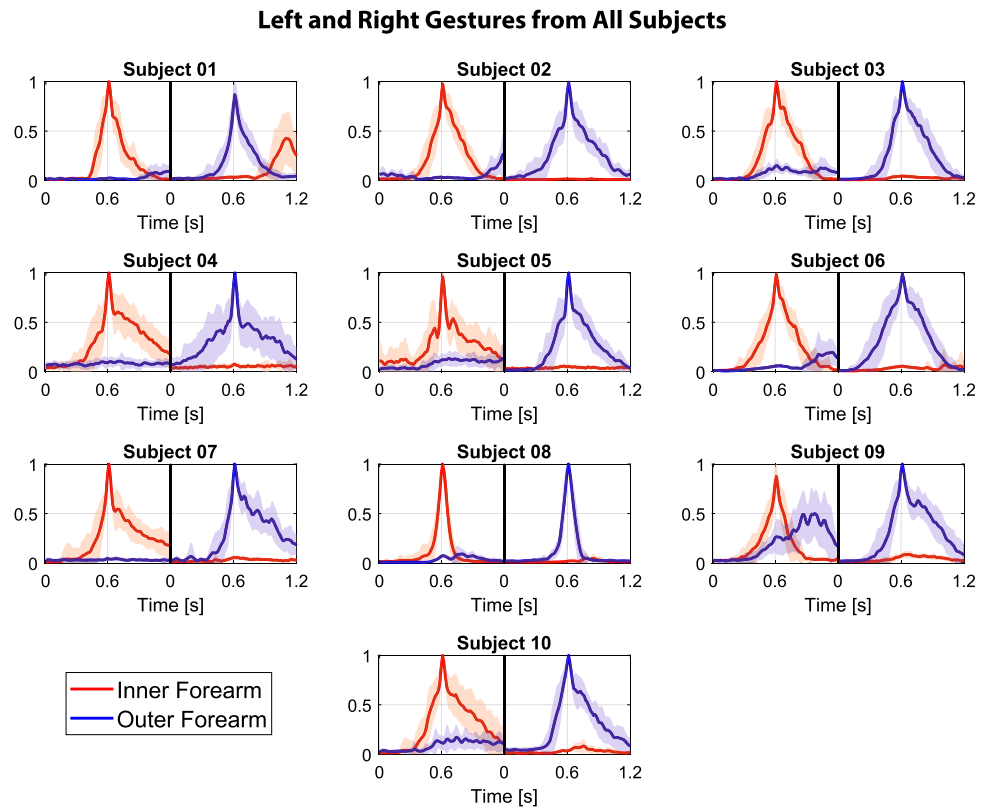 Left and Right Gestures from All Subjects
Subject 01
Subject 02
Subject 03
1
0.5
0
0 0.6 0 0.6 1.2
Time [s]
1
0.5
0
0 0.6 0 0.6 1.2
Time [s]
1
0.5
0
0 0.6 0 0.6 1.2
Time [s]
Subject 04
Subject 05
Subject 06
1
0.5
0
0 0.6 0 0.6 1.2
Time [s]
1
0.5
0
0 0.6 0 0.6 1.2
Time [s]
1
0.5
0
0 0.6 0 0.6 1.2
Time [s]
Subject 07
Subject 08
Subject 09
1
0.5
0
0 0.6 0 0.6 1.2
Time [s]
1
0.5
0
0 0.6 0 0.6 1.2
Time [s]
1
0.5
0
0 0.6 0 0.6 1.2
Time [s]
Subject 10
1
0.5
0
0 0.6 0 0.6 1.2
Time [s]
Inner Forearm
Outer Forearm